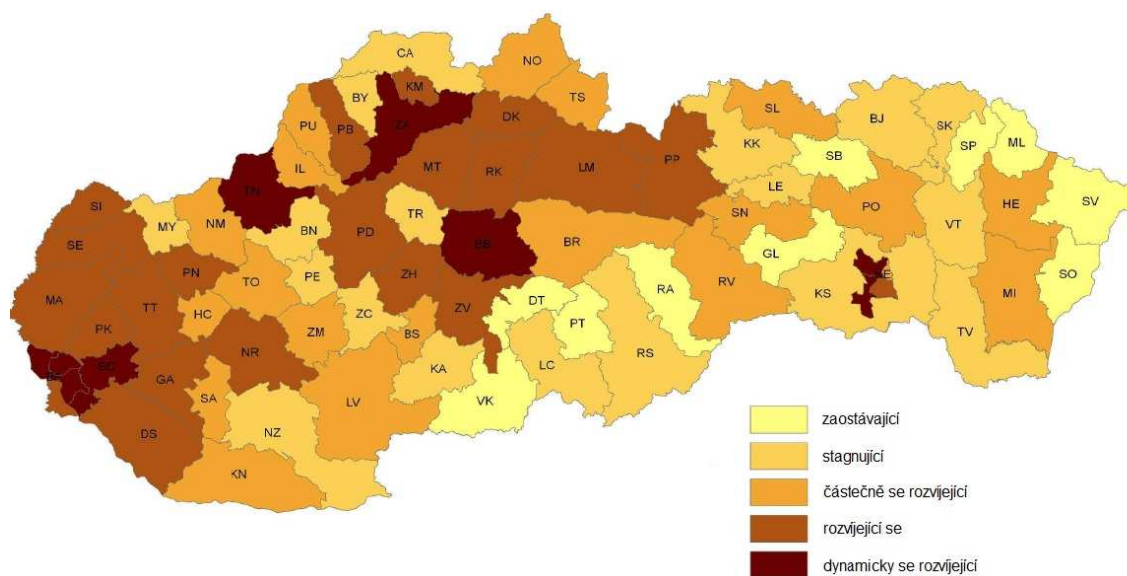 CA
NO
KM
BY
TS
ZA
DK
SL
BJ
SK
PU
PB
KK
SP
ML
SB
IL
MT
RK
LM
PP
LE
TN
SI
TR
SN
PO
HE
SV
MY
NM
BN
PD
BB
BR
VT
SE
GL
SO
PN
PE
ZH
TO
RV
MA
TT
HC
ZC
ZV
DT
RA
KS
MI
PK
ZM
BS
PT
TV
NR
RS
SC
GA
KA
LC
SA
LV
VK
DS
NZ
KN
zaostávající
stagnující
částečně se rozvíjející
rozvíjející se
dynamicky se rozvíjející